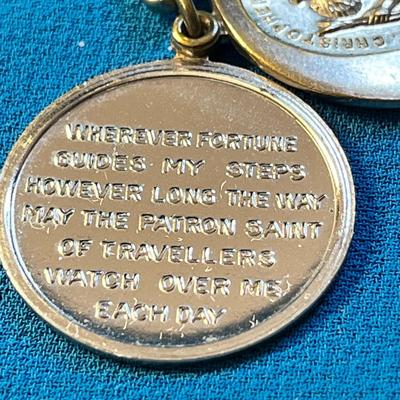 WHEREVER FORTUNE
GUIDES MY STEPS
HOWEVER LONG THE WAY
MAY THE PATRON SAINT
OF TRAVELLERS
WATCH OVER ME
EACH DAY
CHRISTOPHE